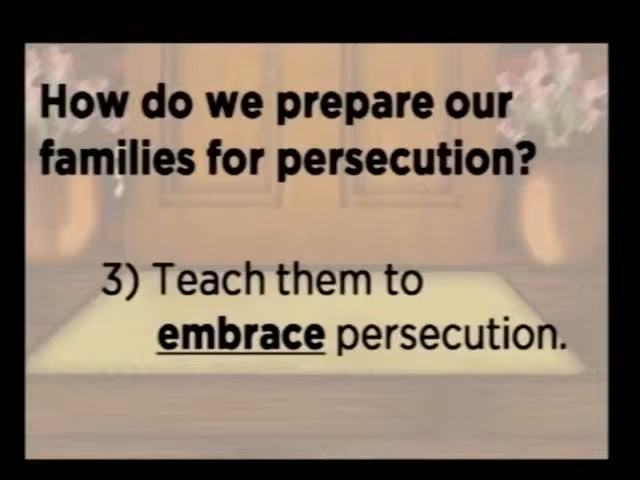 How do we prepare our
families for persecution?
3) Teach them to
embrace persecution.